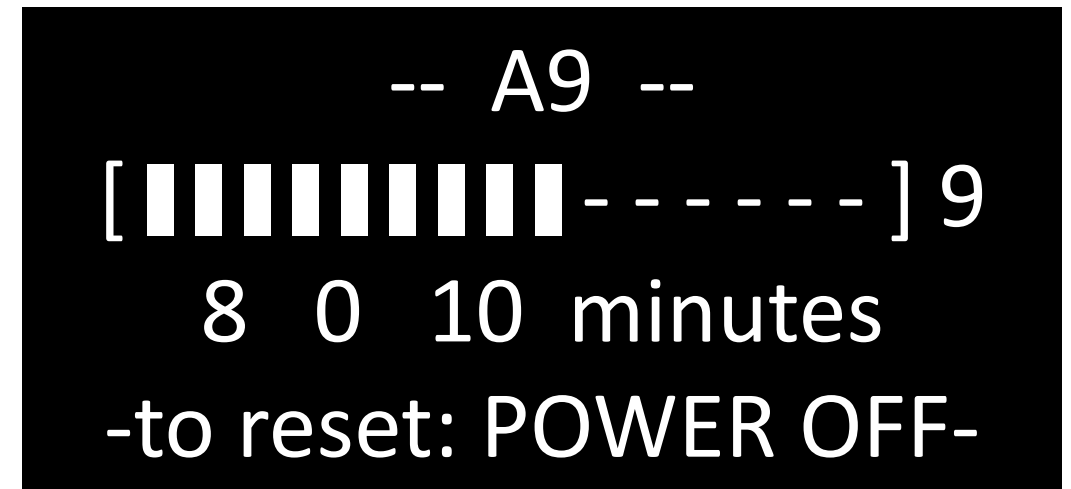 -- A9 --
[▮▮▮▮▮▮▮▮▮------] 9
8 0 10 minutes
-to reset: POWER OFF-